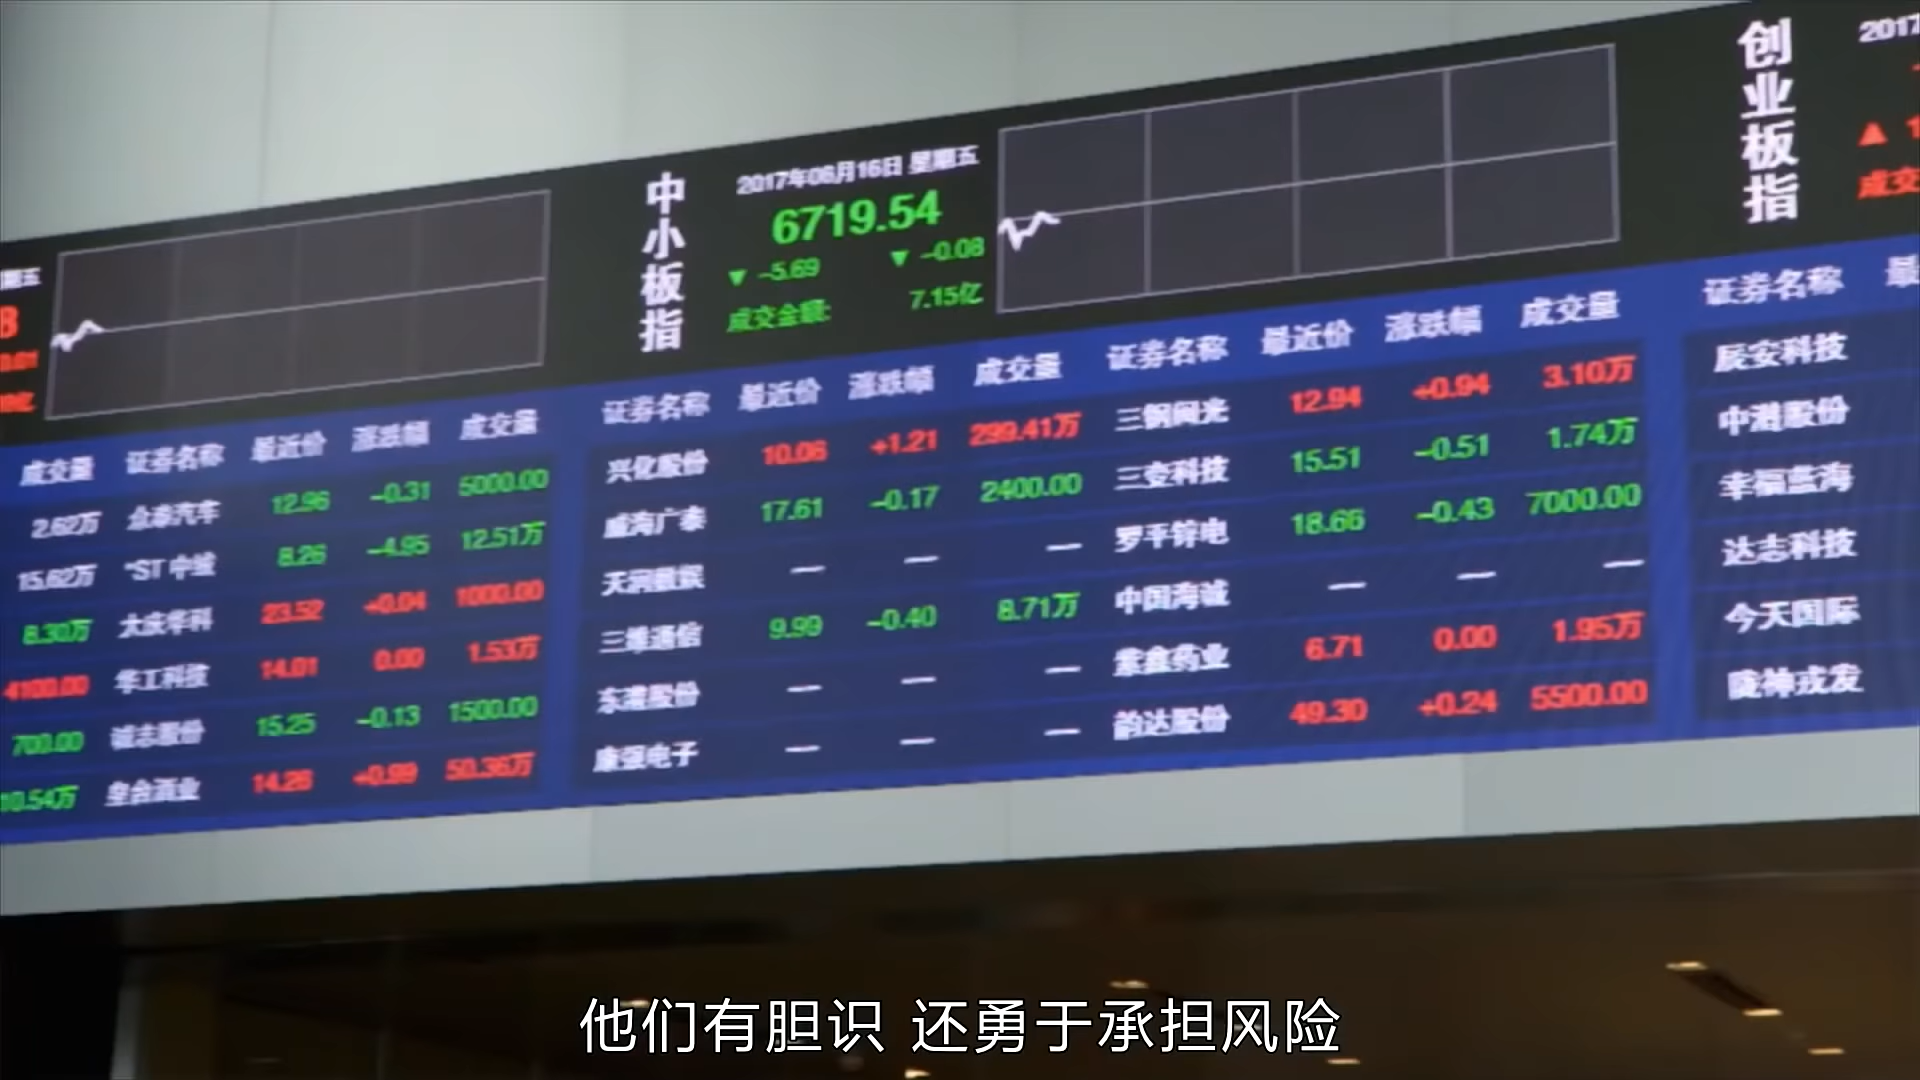 期五
中小板指
2017年06月16日 星期五
6719.54
▼ -5.69 ▼ -0.08
成交金额: 7.15亿
创业板指
2017
成交
成交量 证券名称 最近价 涨跌幅 成交量
2.62万 众泰汽车 12.96 -0.31 5000.00
15.62万 *ST中绒 8.26 -4.95 12.51万
8.30万 大庆华科 23.52 +0.04 1000.00
4100.00 华工科技 14.01 0.00 1.53万
700.00 诚志股份 15.25 -0.13 1500.00
10.54万 皇台酒业 14.26 +0.99 50.36万
证券名称 最近价 涨跌幅 成交量
兴化股份 10.06 +1.21 299.41万
威海广泰 17.61 -0.17 2400.00
天润数娱 — — —
三维通信 9.99 -0.40 8.71万
东港股份 — — —
康强电子 — — —
证券名称 最近价 涨跌幅 成交量
三钢闽光 12.94 +0.94 3.10万
三变科技 15.51 -0.51 1.74万
罗平锌电 18.66 -0.43 7000.00
中国海诚 — — —
紫鑫药业 6.71 0.00 1.95万
韵达股份 49.30 +0.24 5500.00
证券名称 最
辰安科技
中潜股份
幸福蓝海
达志科技
今天国际
陇神戎发
他们有胆识 还勇于承担风险